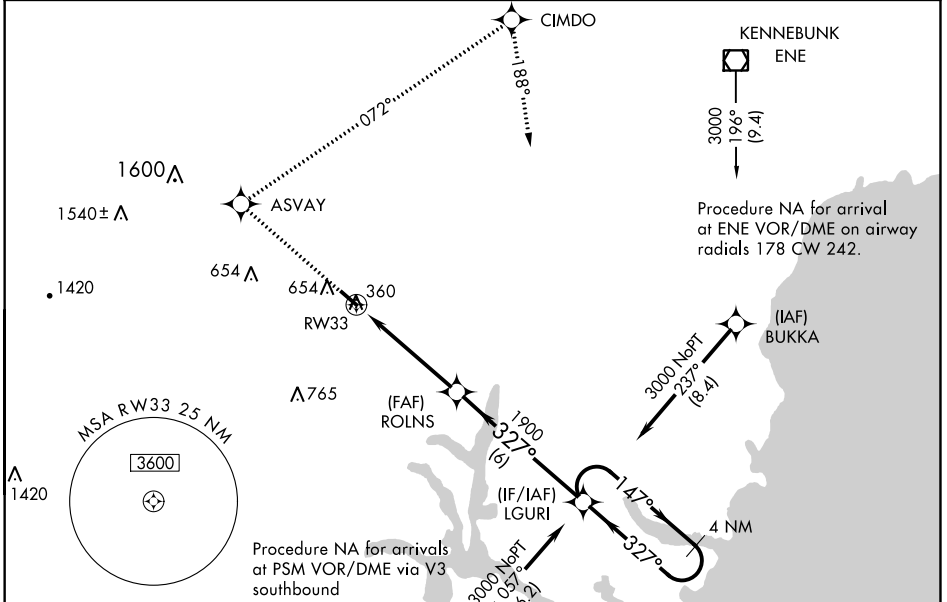 CIMDO
KENNEBUNK
ENE
188°
072°
3000
196°
(9.4)
1600
1540±
ASVAY
Procedure NA for arrival
at ENE VOR/DME on airway
radials 178 CW 242.
654
1420
654
360
RW33
(IAF)
BUKKA
3000 NoPT
237°
(8.4)
765
(FAF)
ROLNS
1900
327°
(6)
MSA RW33 25 NM
3600
1420
(IF/IAF)
LGURI
147°
4 NM
327°
Procedure NA for arrivals
at PSM VOR/DME via V3
southbound
3000 NoPT
057°